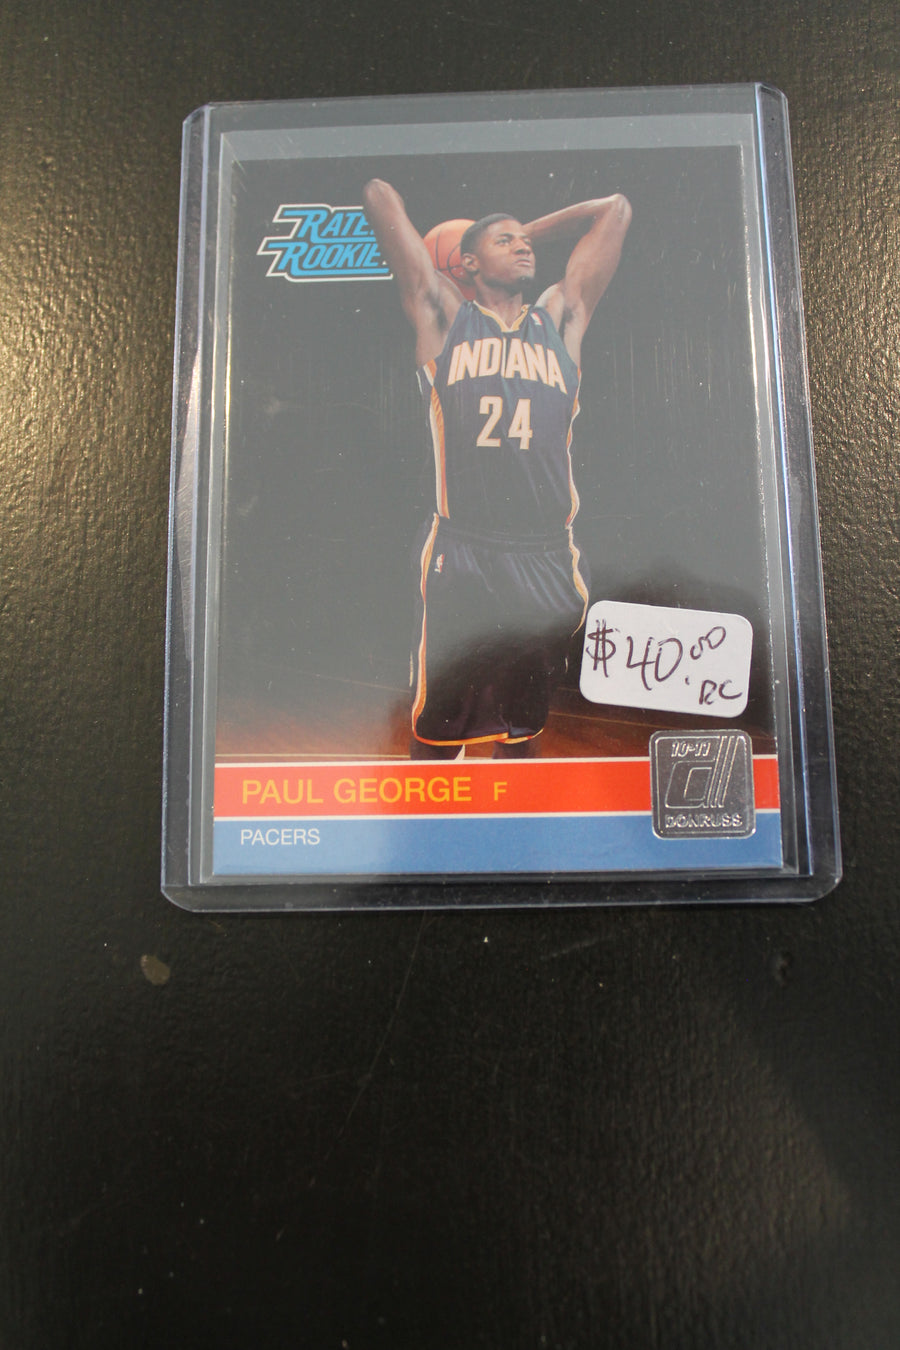 RATED
ROOKIE
INDIANA
24
$40.00
RC
10-11
DONRUSS
PAUL GEORGE F
PACERS